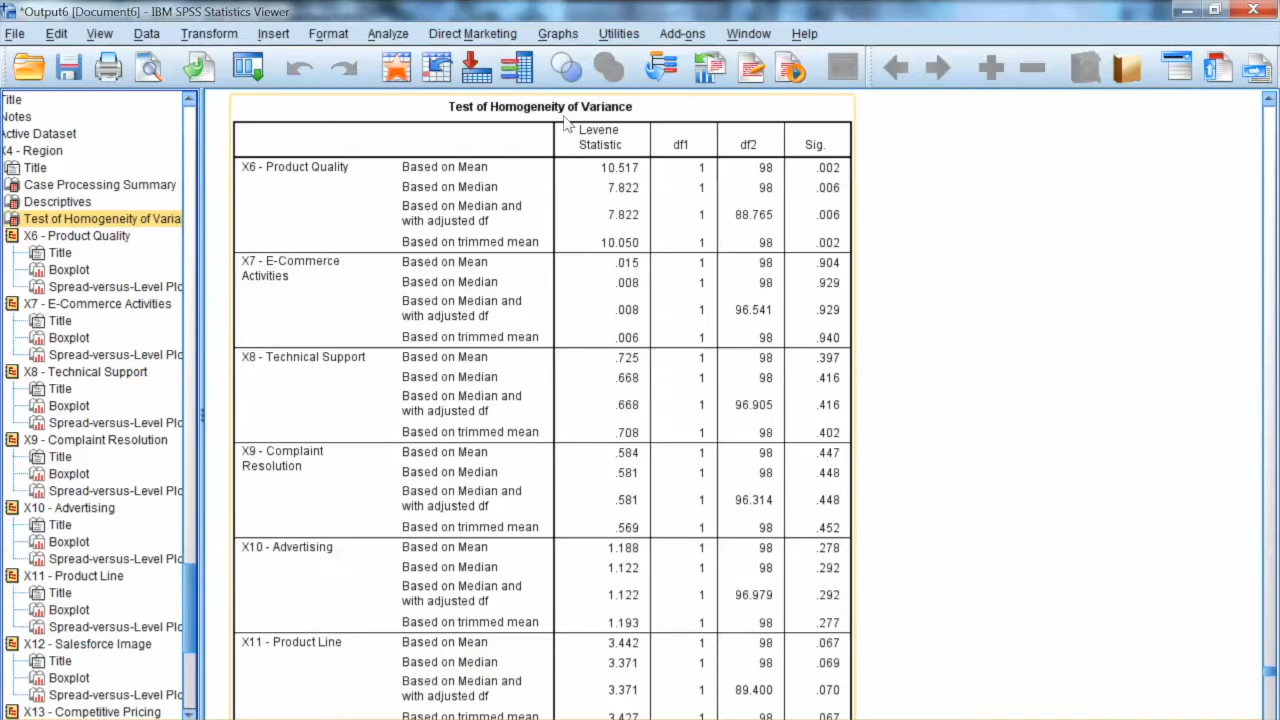 *Output6 [Document6] - IBM SPSS Statistics Viewer
File Edit View Data Transform Insert Format Analyze Direct Marketing Graphs Utilities Add-ons Window Help
Title
Notes
Active Dataset
X4 - Region
Title
Case Processing Summary
Descriptives
Test of Homogeneity of Varia
X6 - Product Quality
Title
Boxplot
Spread-versus-Level Plo
X7 - E-Commerce Activities
Title
Boxplot
Spread-versus-Level Plo
X8 - Technical Support
Title
Boxplot
Spread-versus-Level Plo
X9 - Complaint Resolution
Title
Boxplot
Spread-versus-Level Plo
X10 - Advertising
Title
Boxplot
Spread-versus-Level Plo
X11 - Product Line
Title
Boxplot
Spread-versus-Level Plo
X12 - Salesforce Image
Title
Boxplot
Spread-versus-Level Plo
X13 - Competitive Pricing
Test of Homogeneity of Variance
Levene
Statistic df1 df2 Sig.
X6 - Product Quality Based on Mean 10.517 1 98 .002
Based on Median 7.822 1 98 .006
Based on Median and
with adjusted df 7.822 1 88.765 .006
Based on trimmed mean 10.050 1 98 .002
X7 - E-Commerce Based on Mean .015 1 98 .904
Activities Based on Median .008 1 98 .929
Based on Median and
with adjusted df .008 1 96.541 .929
Based on trimmed mean .006 1 98 .940
X8 - Technical Support Based on Mean .725 1 98 .397
Based on Median .668 1 98 .416
Based on Median and
with adjusted df .668 1 96.905 .416
Based on trimmed mean .708 1 98 .402
X9 - Complaint Based on Mean .584 1 98 .447
Resolution Based on Median .581 1 98 .448
Based on Median and
with adjusted df .581 1 96.314 .448
Based on trimmed mean .569 1 98 .452
X10 - Advertising Based on Mean 1.188 1 98 .278
Based on Median 1.122 1 98 .292
Based on Median and
with adjusted df 1.122 1 96.979 .292
Based on trimmed mean 1.193 1 98 .277
X11 - Product Line Based on Mean 3.442 1 98 .067
Based on Median 3.371 1 98 .069
Based on Median and
with adjusted df 3.371 1 89.400 .070
Based on trimmed mean 3.427 1 98 .067